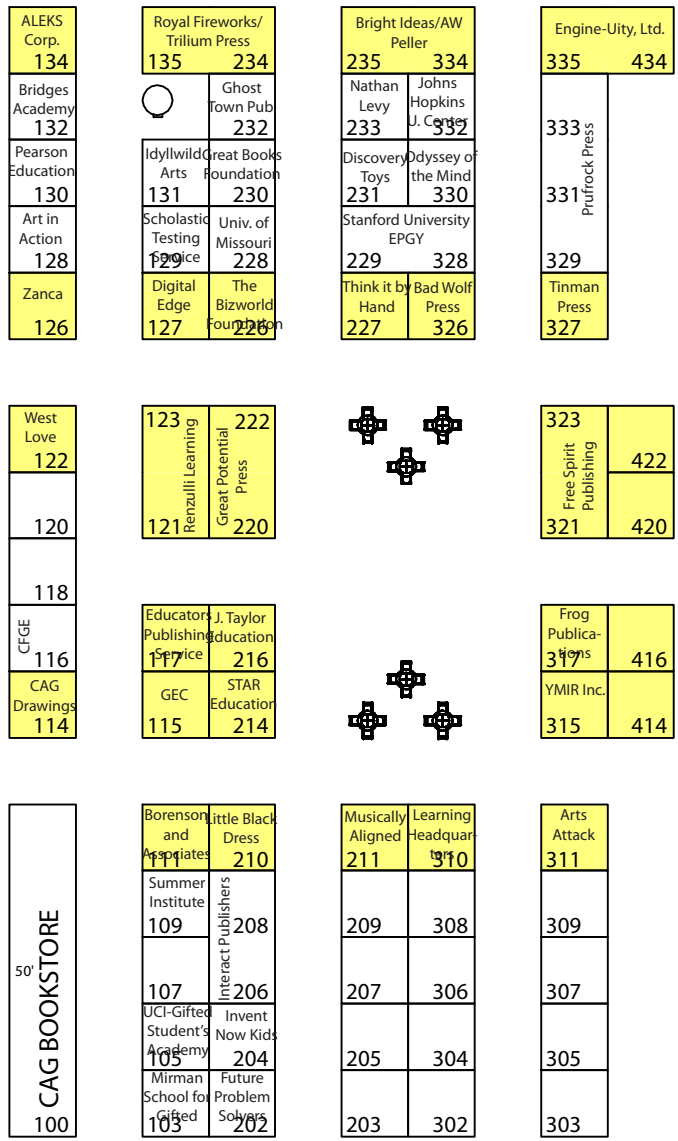 ALEKS
Corp.
134
Royal Fireworks/
Trilium Press
135 234
Bright Ideas/AW
Peller
235 334
Engine-Uity, Ltd.
335 434
Bridges
Academy
132
Ghost
Town Pub
232
Nathan
Levy
233
Johns
Hopkins
U. Center
332
333
Prufrock Press
331
329
Pearson
Education
130
Idyllwild
Arts
131
Great Books
Foundation
230
Discovery
Toys
231
Odyssey of
the Mind
330
Art in
Action
128
Scholastic
Testing
Service
129
Univ. of
Missouri
228
Stanford University
EPGY
229 328
Zanca
126
Digital
Edge
127
The
Bizworld
Foundation
226
Think it by
Hand
227
Bad Wolf
Press
326
Tinman
Press
327
West
Love
122
123
Renzulli Learning
121
222
Great Potential
Press
220
323
Free Spirit
Publishing
321
422
420
120
118
CFGE
116
Educators
Publishing
Service
117
J. Taylor
Education
216
Frog
Publica-
tions
317
416
CAG
Drawings
114
GEC
115
STAR
Education
214
YMIR Inc.
315
414
50'
CAG BOOKSTORE
100
Borenson
and
Associates
111
Little Black
Dress
210
Musically
Aligned
211
Learning
Headquar-
ters
310
Arts
Attack
311
Summer
Institute
109
Interact Publishers
208
206
209
308
309
107
207
306
307
UCI-Gifted
Student's
Academy
105
Invent
Now Kids
204
205
304
305
Mirman
School for
Gifted
103
Future
Problem
Solvers
202
203
302
303